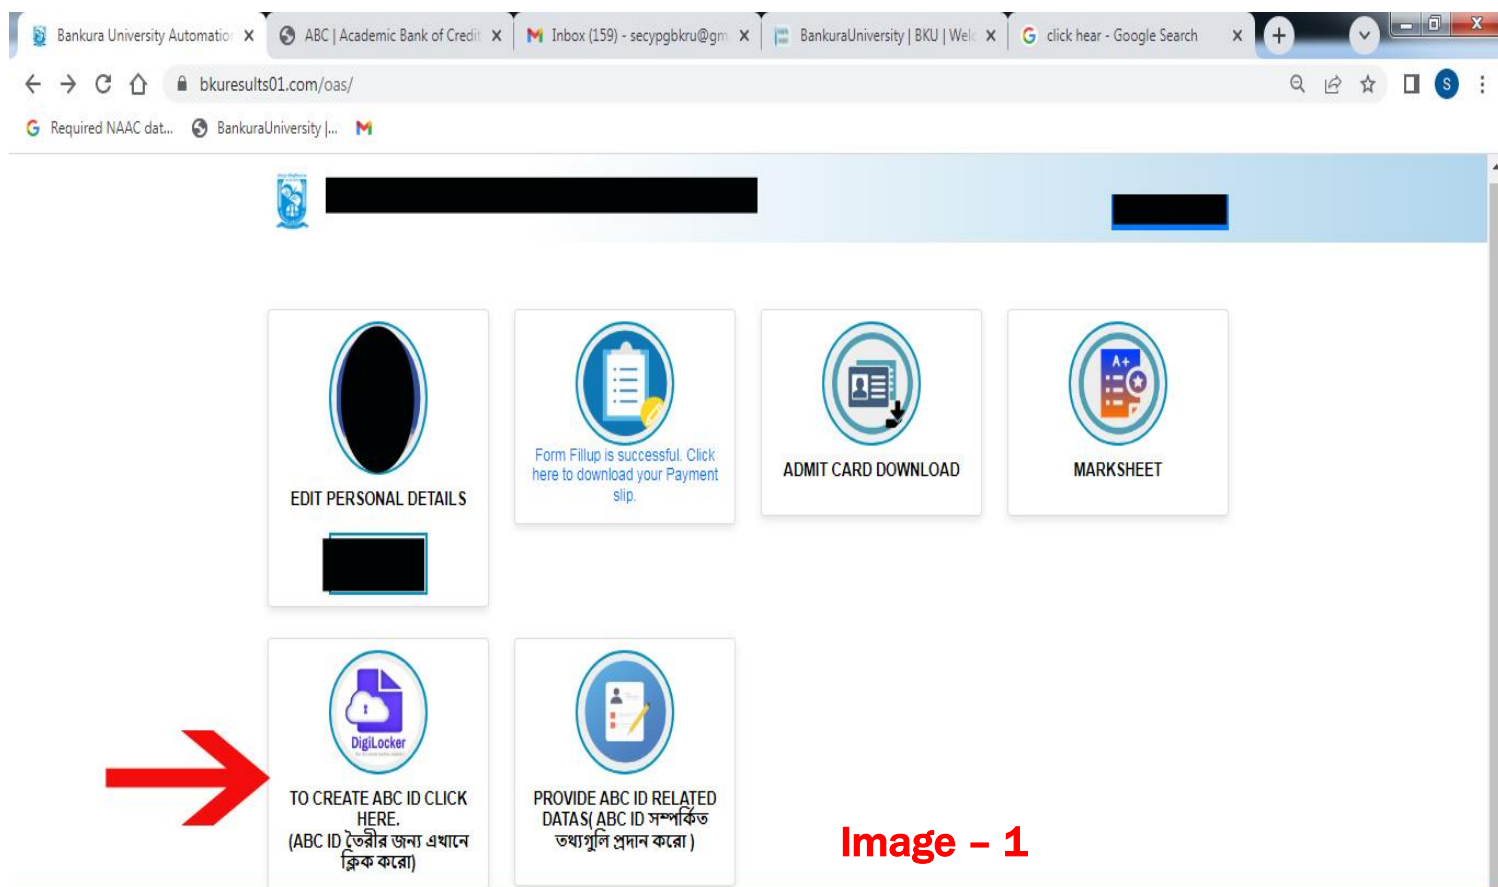 Bankura University Automation
ABC | Academic Bank of Credit
Inbox (159) - secypgbkru@gm
BankuraUniversity | BKU | Welc
click hear - Google Search
bkuresults01.com/oas/
S
Required NAAC dat...
BankuraUniversity |...
EDIT PERSONAL DETAILS
Form Fillup is successful. Click
here to download your Payment
slip.
ADMIT CARD DOWNLOAD
A+
MARKSHEET
DigiLocker
TO CREATE ABC ID CLICK
HERE.
(ABC ID তৈরীর জন্য এখানে
ক্লিক করো)
PROVIDE ABC ID RELATED
DATAS( ABC ID সম্পর্কিত
তথ্যগুলি প্রদান করো )
Image – 1